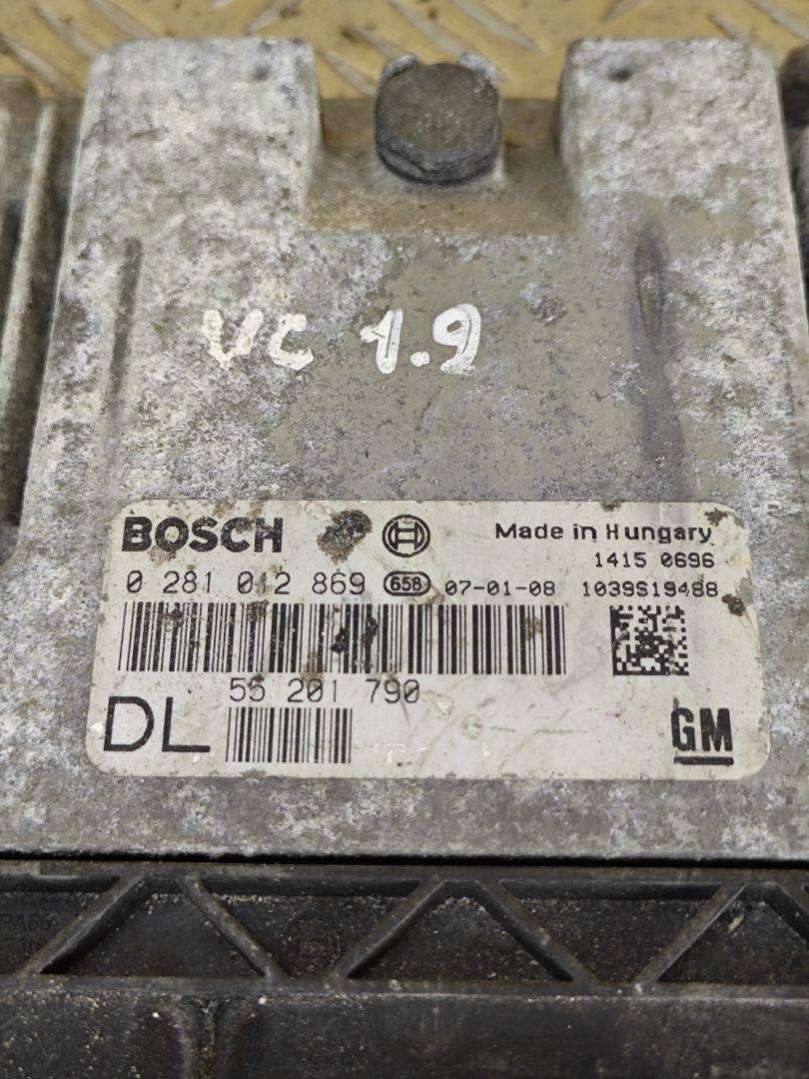 VC 1.9
BOSCH Made in Hungary
1415 0696
0 281 012 869 658 07-01-08 1039S19488
55 201 790
DL GM